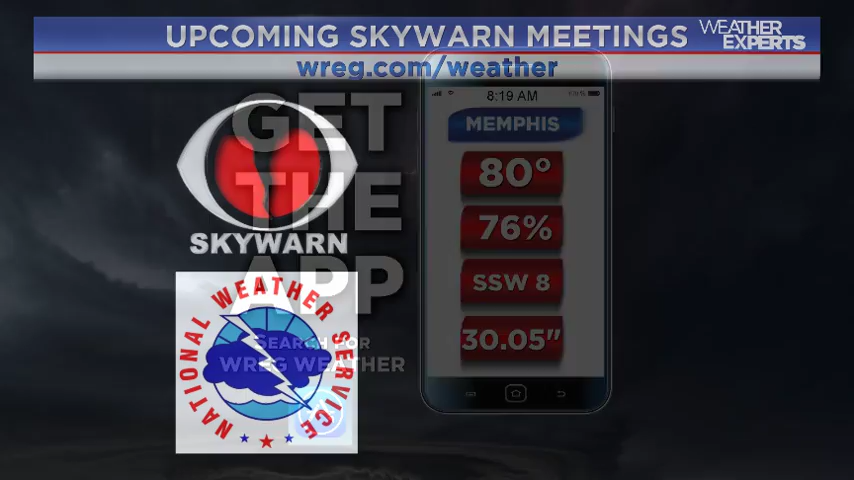 UPCOMING SKYWARN MEETINGS
WEATHER
EXPERTS
wreg.com/weather
GET
THE
APP
SEARCH FOR
WREG WEATHER
SKYWARN
NATIONAL WEATHER SERVICE
8:19 AM
MEMPHIS
80°
76%
SSW 8
30.05"